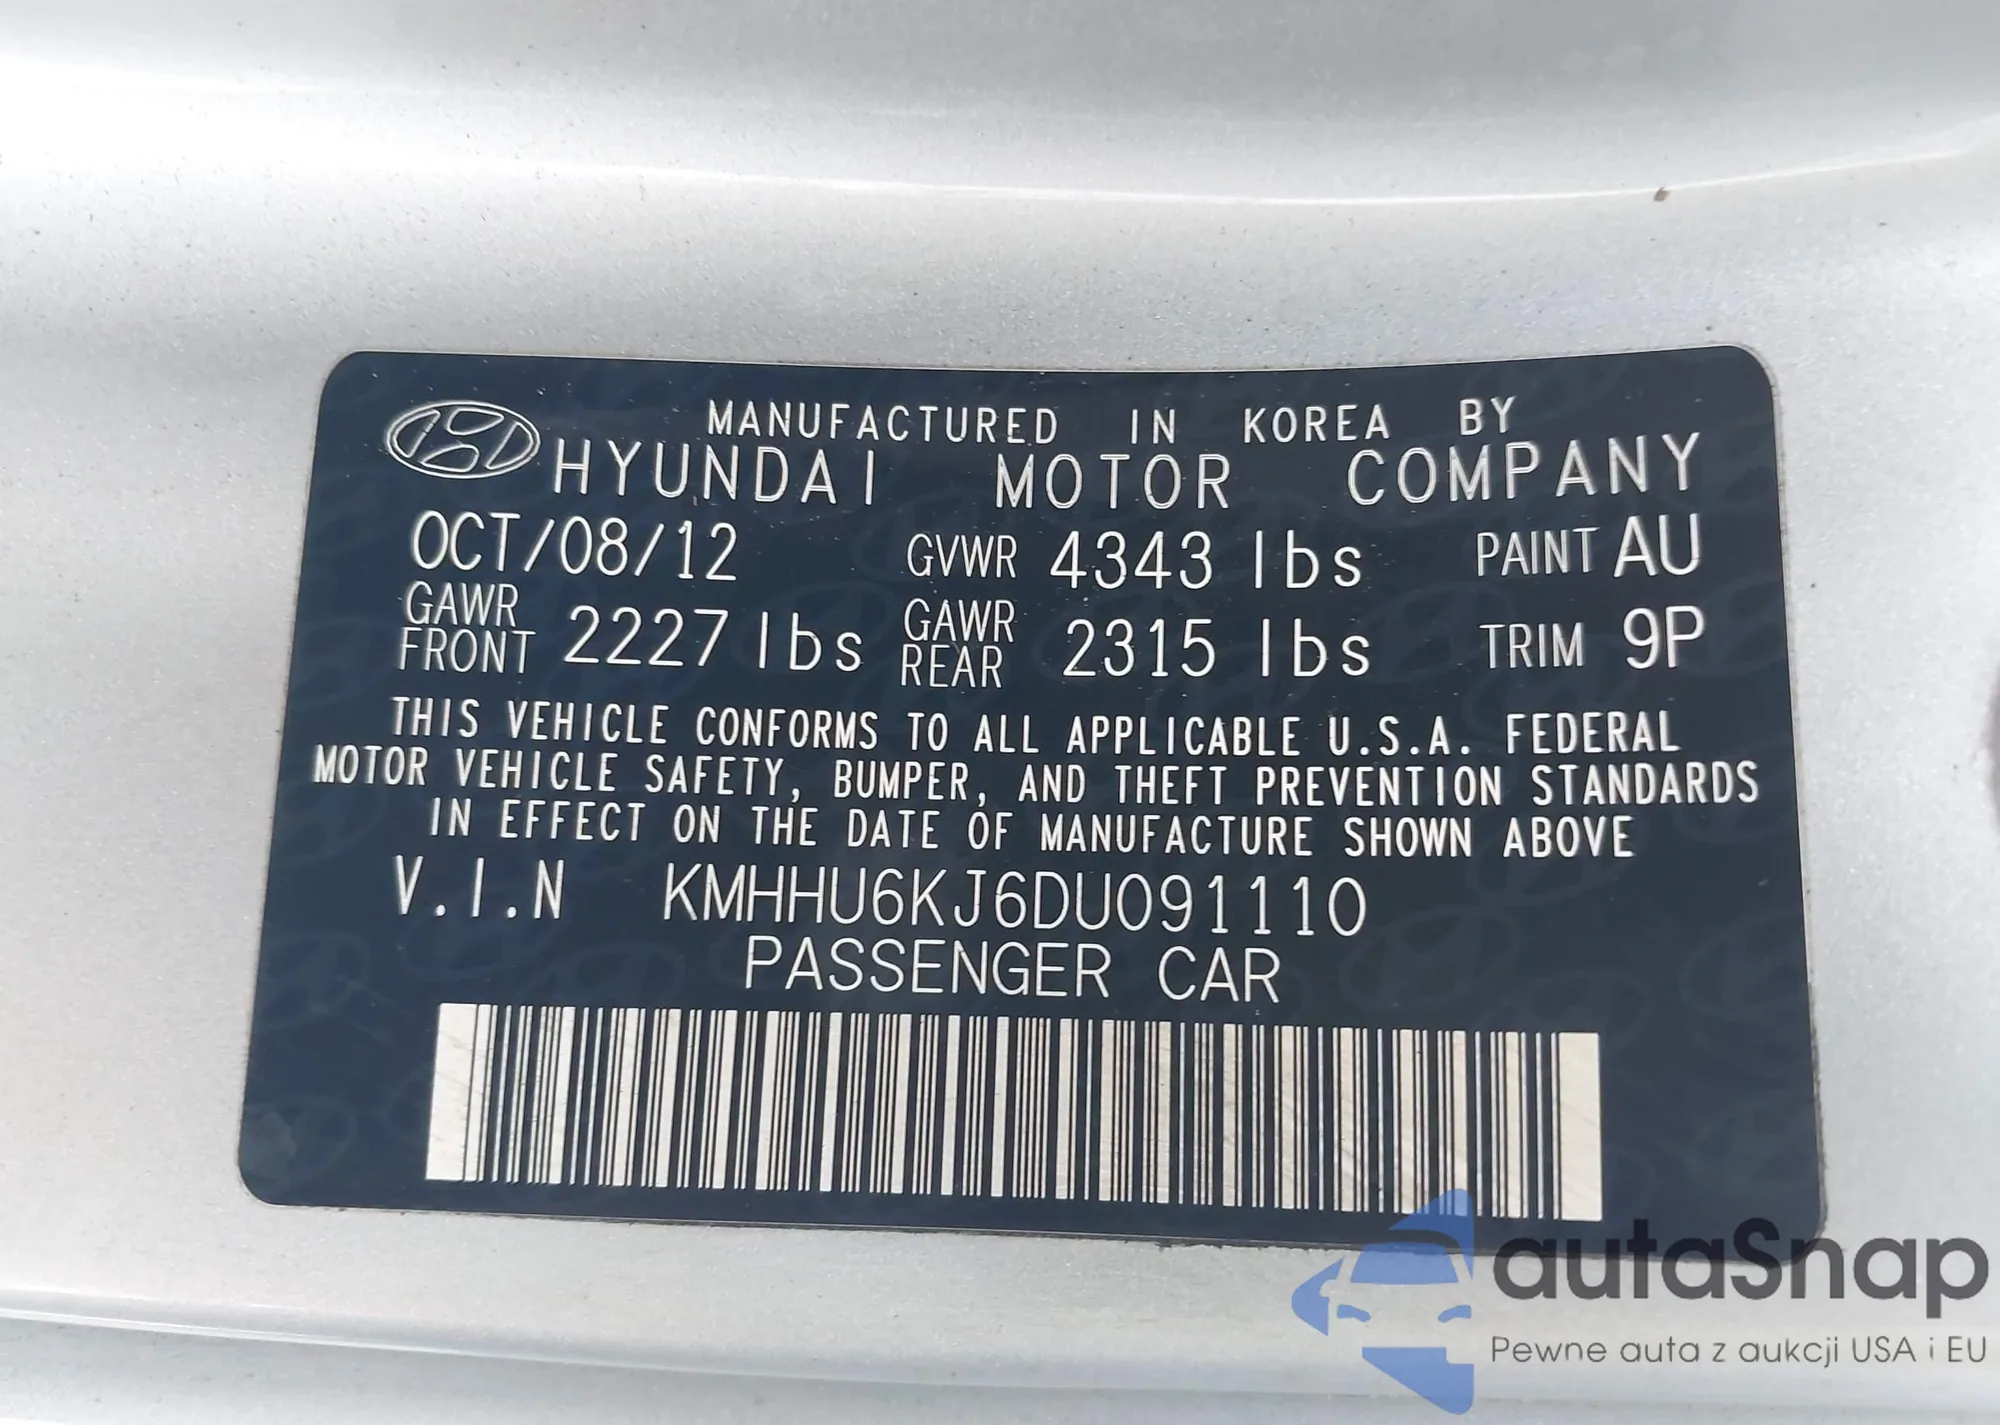 MANUFACTURED IN KOREA BY
HYUNDAI MOTOR COMPANY
OCT/08/12 GVWR 4343 lbs PAINT AU
GAWR FRONT 2227 lbs GAWR REAR 2315 lbs TRIM 9P
THIS VEHICLE CONFORMS TO ALL APPLICABLE U.S.A. FEDERAL
MOTOR VEHICLE SAFETY, BUMPER, AND THEFT PREVENTION STANDARDS
IN EFFECT ON THE DATE OF MANUFACTURE SHOWN ABOVE
V.I.N KMHHU6KJ6DU091110
PASSENGER CAR
autaSnap
Pewne auta z aukcji USA i EU